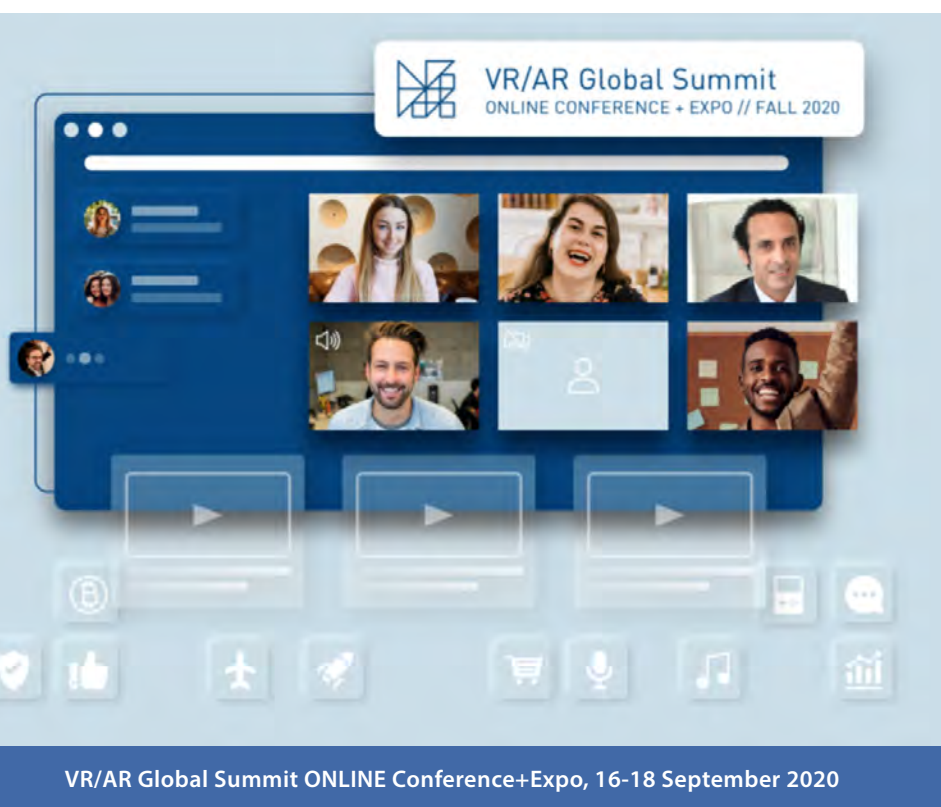 VR/AR Global Summit
ONLINE CONFERENCE + EXPO // FALL 2020
VR/AR Global Summit ONLINE Conference+Expo, 16-18 September 2020